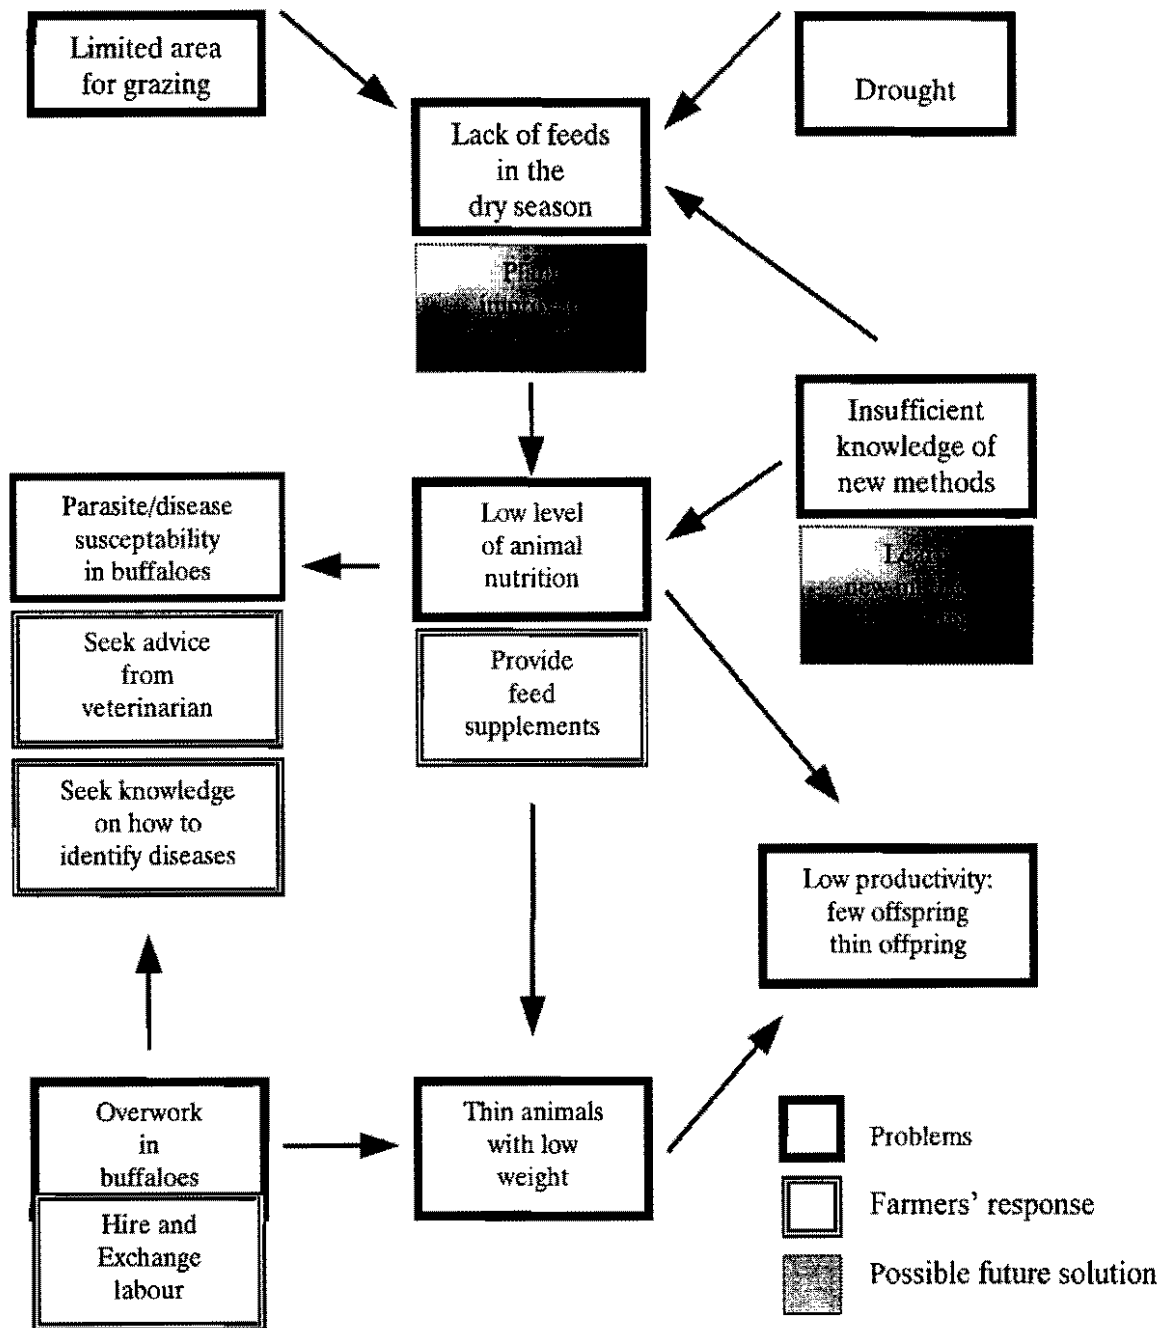 Limited area
for grazing
Drought
Lack of feeds
in the
dry season
Insufficient
knowledge of
new methods
Parasite/disease
susceptability
in buffaloes
Low level
of animal
nutrition
Seek advice
from
veterinarian
Provide
feed
supplements
Seek knowledge
on how to
identify diseases
Low productivity:
few offspring
thin offpring
Overwork
in
buffaloes
Thin animals
with low
weight
Hire and
Exchange
labour
Problems
Farmers' response
Possible future solution